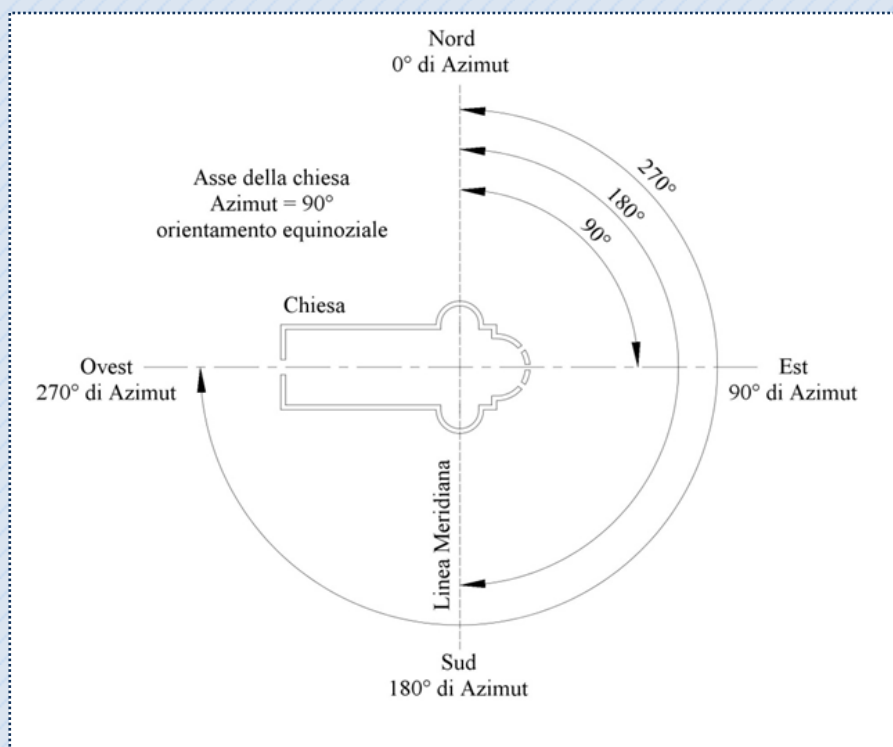 Nord
0° di Azimut
270°
180°
90°
Asse della chiesa
Azimut = 90°
orientamento equinoziale
Chiesa
Ovest
270° di Azimut
Est
90° di Azimut
Linea Meridiana
Sud
180° di Azimut